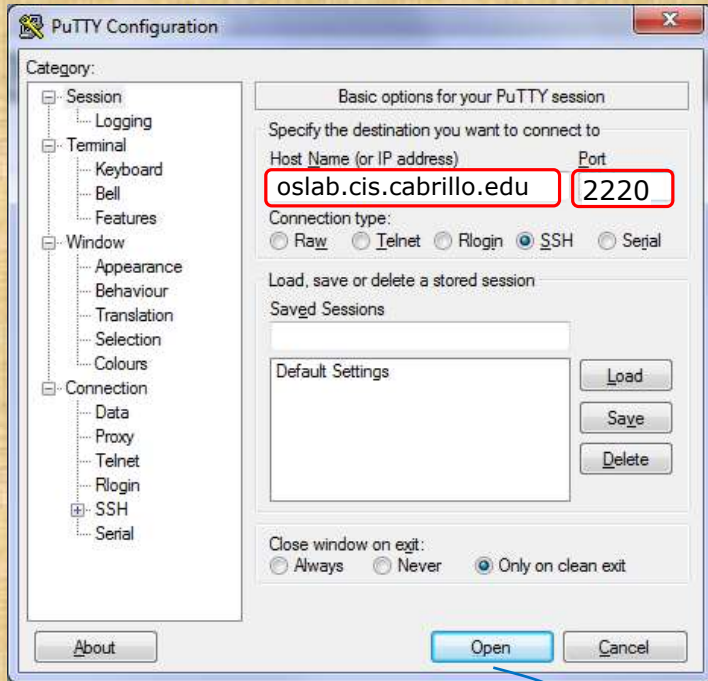 PuTTY Configuration
Category:
Session
Logging
Terminal
Keyboard
Bell
Features
Window
Appearance
Behaviour
Translation
Selection
Colours
Connection
Data
Proxy
Telnet
Rlogin
SSH
Serial
Basic options for your PuTTY session
Specify the destination you want to connect to
Host Name (or IP address) Port
oslab.cis.cabrillo.edu 2220
Connection type:
Raw Telnet Rlogin SSH Serial
Load, save or delete a stored session
Saved Sessions
Default Settings
Load
Save
Delete
Close window on exit:
Always Never Only on clean exit
About Open Cancel